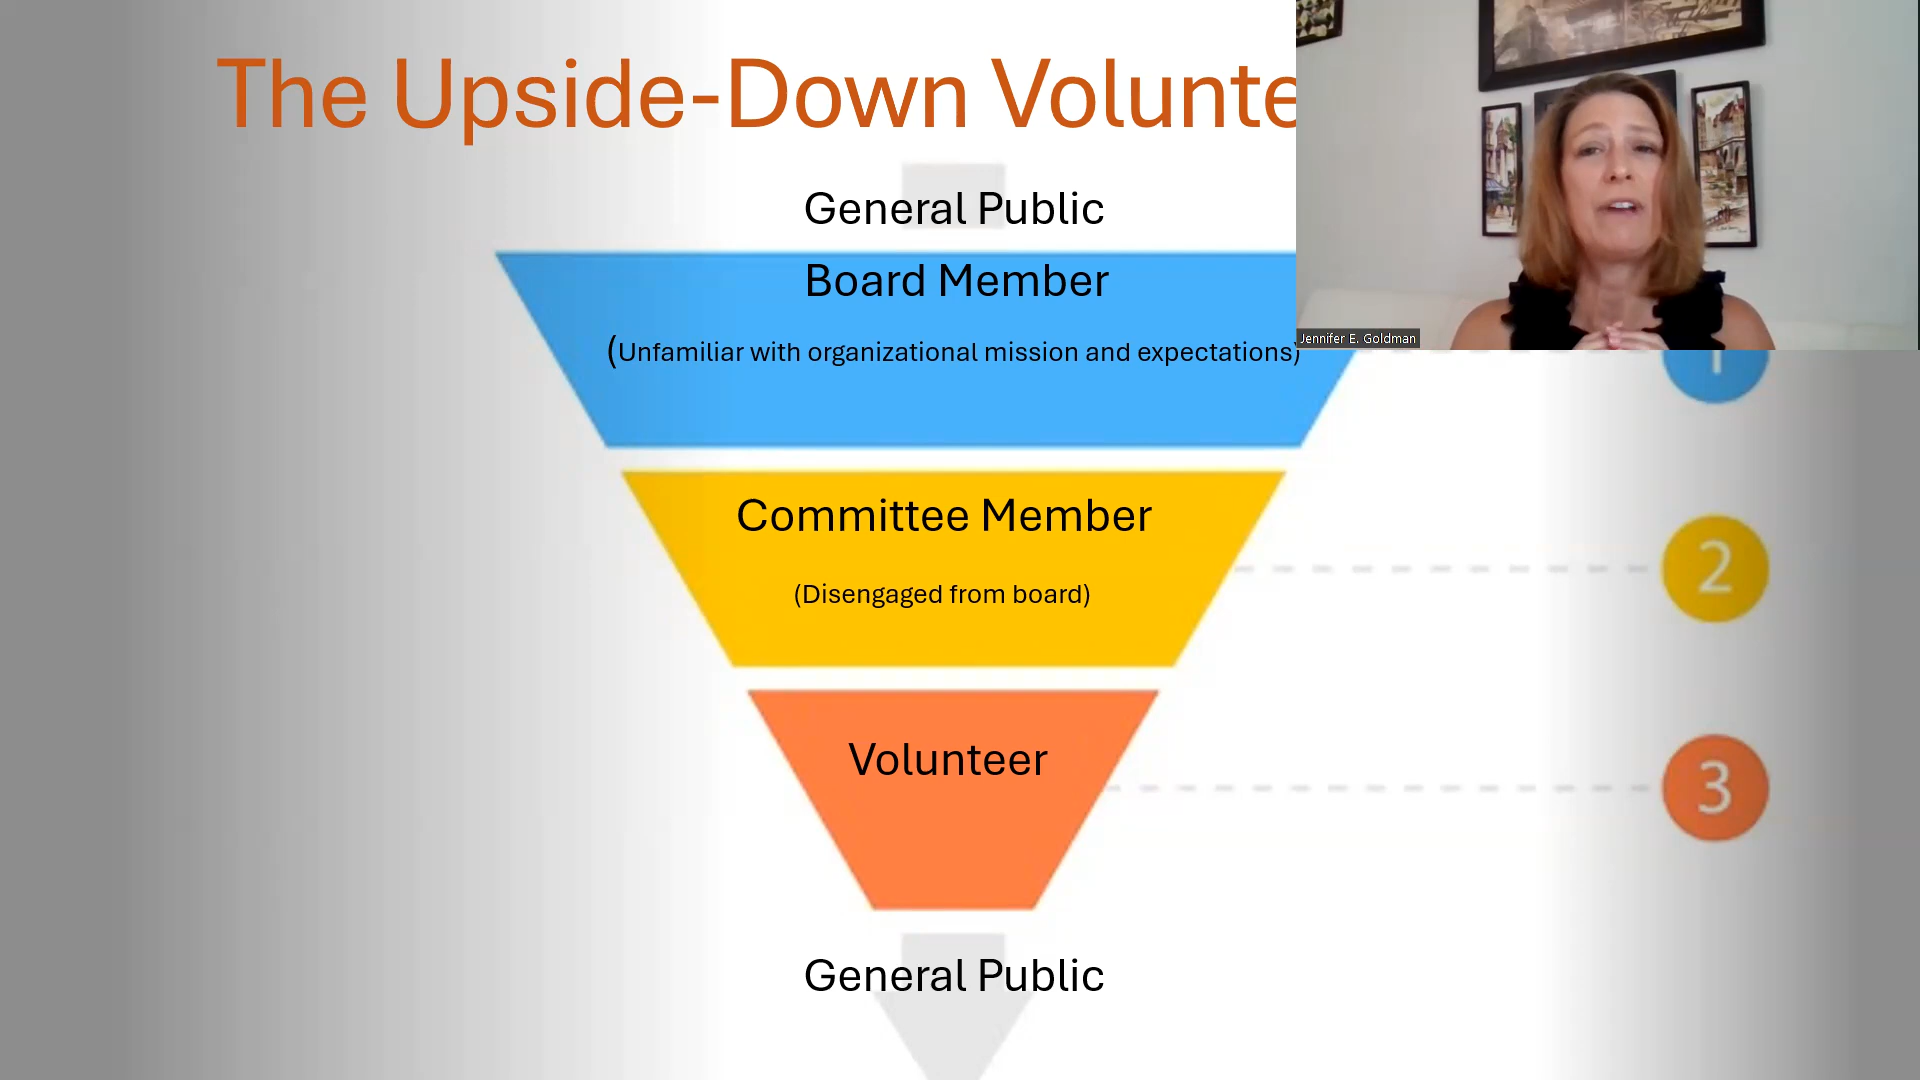 The Upside-Down Volunte
General Public
Board Member
(Unfamiliar with organizational mission and expectations)
Jennifer E. Goldman
1
Committee Member
2
(Disengaged from board)
Volunteer
3
General Public